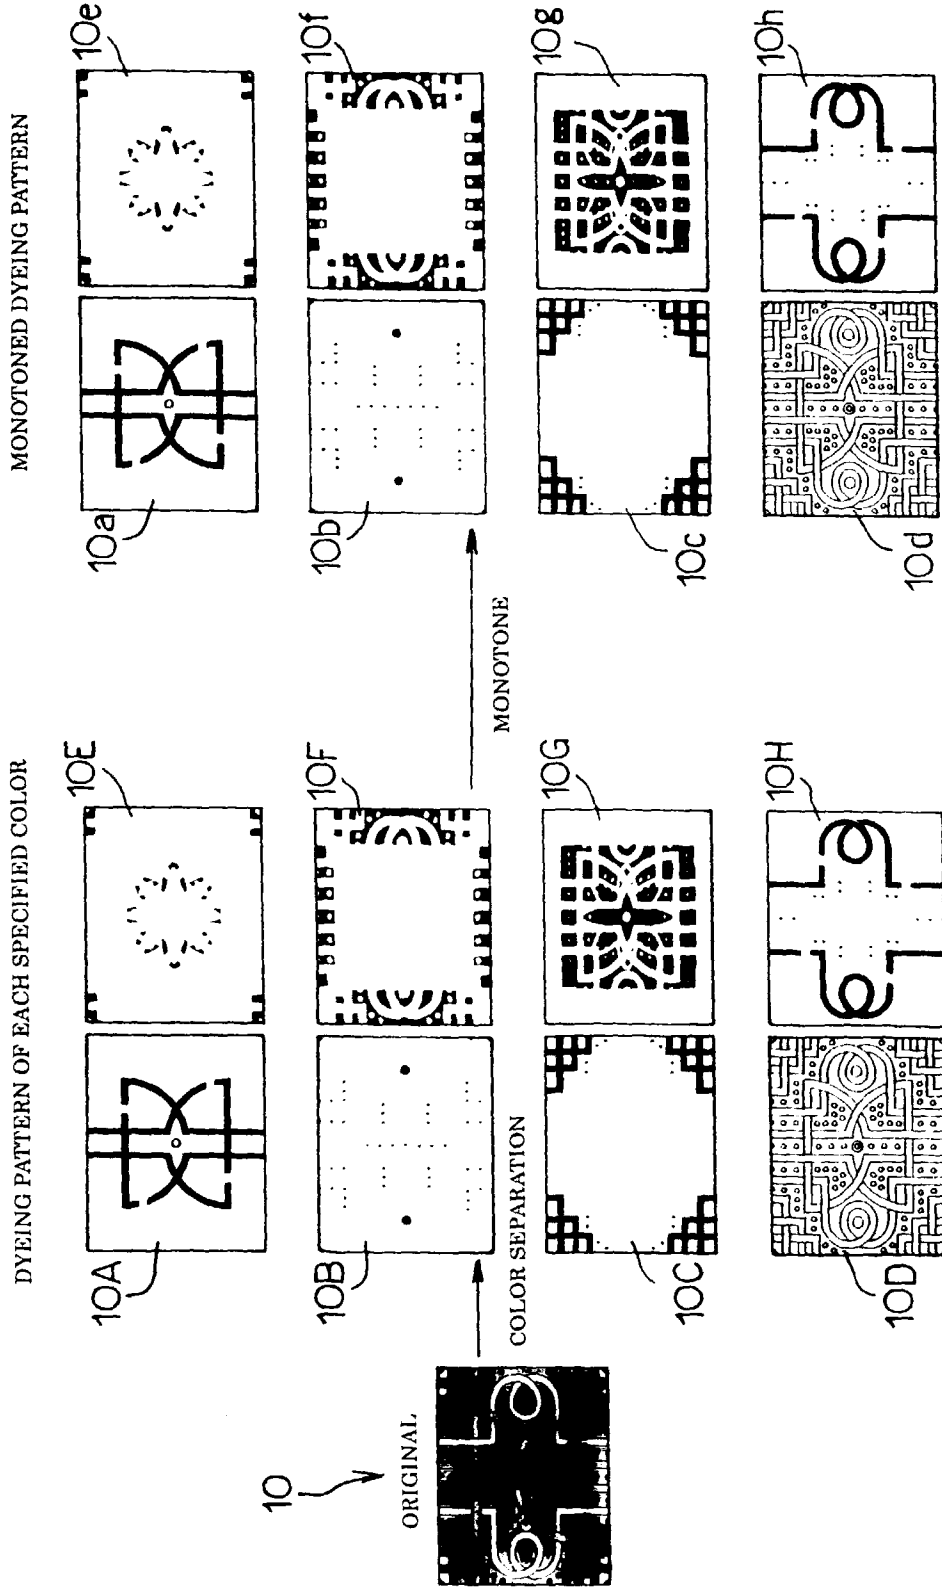 10
ORIGINAL
COLOR SEPARATION
DYEING PATTERN OF EACH SPECIFIED COLOR
10A
10E
10B
10F
10C
10G
10D
10H
MONOTONE
MONOTONED DYEING PATTERN
10a
10e
10b
10f
10c
10g
10d
10h